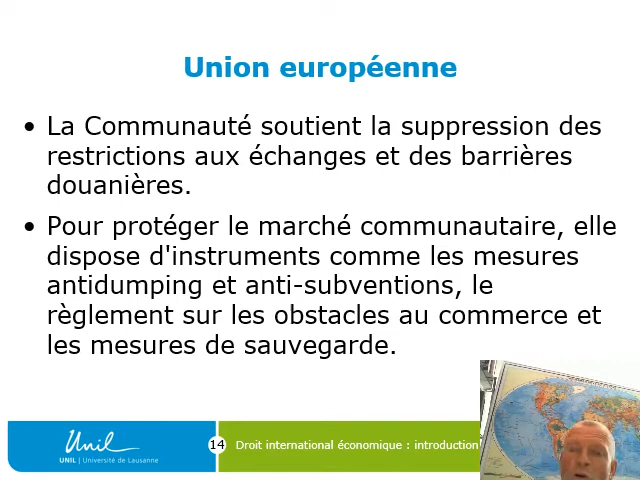 Union européenne
• La Communauté soutient la suppression des
restrictions aux échanges et des barrières
douanières.
• Pour protéger le marché communautaire, elle
dispose d'instruments comme les mesures
antidumping et anti-subventions, le
règlement sur les obstacles au commerce et
les mesures de sauvegarde.
Unil
UNIL | Université de Lausanne
14
Droit international économique : introduction